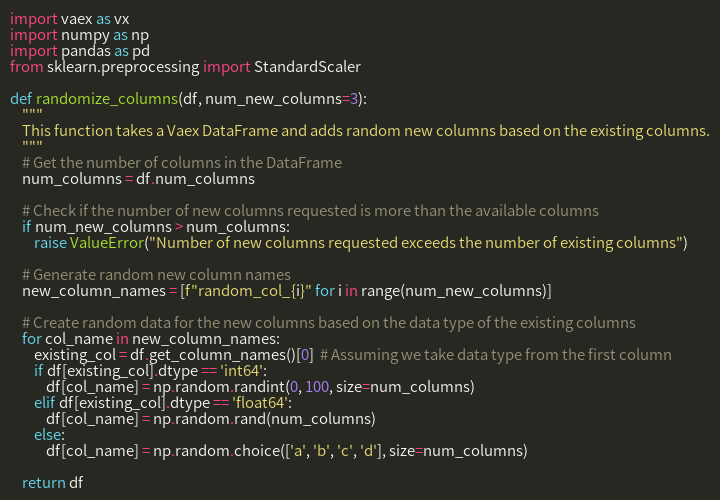 import vaex as vx
import numpy as np
import pandas as pd
from sklearn.preprocessing import StandardScaler

def randomize_columns(df, num_new_columns=3):
    """
    This function takes a Vaex DataFrame and adds random new columns based on the existing columns.
    """
    # Get the number of columns in the DataFrame
    num_columns = df.num_columns

    # Check if the number of new columns requested is more than the available columns
    if num_new_columns > num_columns:
        raise ValueError("Number of new columns requested exceeds the number of existing columns")

    # Generate random new column names
    new_column_names = [f"random_col_{i}" for i in range(num_new_columns)]

    # Create random data for the new columns based on the data type of the existing columns
    for col_name in new_column_names:
        existing_col = df.get_column_names()[0]  # Assuming we take data type from the first column
        if df[existing_col].dtype == 'int64':
            df[col_name] = np.random.randint(0, 100, size=num_columns)
        elif df[existing_col].dtype == 'float64':
            df[col_name] = np.random.rand(num_columns)
        else:
            df[col_name] = np.random.choice(['a', 'b', 'c', 'd'], size=num_columns)

    return df